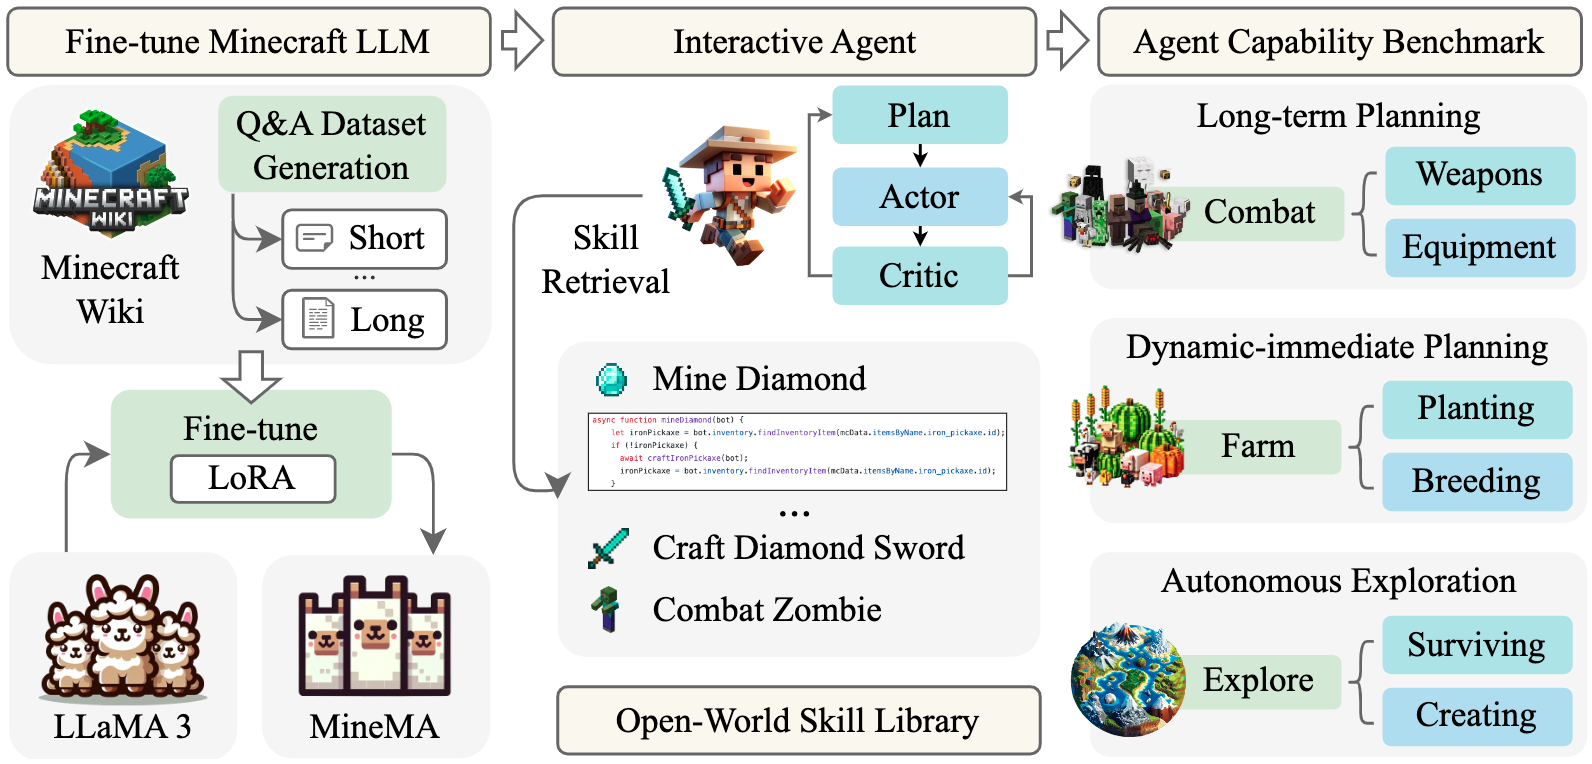 Fine-tune Minecraft LLM
Interactive Agent
Agent Capability Benchmark
MINECRAFT
WIKI
Minecraft
Wiki
Q&A Dataset
Generation
Short
...
Long
Fine-tune
LoRA
LLaMA 3
MineMA
Plan
Actor
Critic
Skill
Retrieval
Mine Diamond
async function mineDiamond(bot) {
let ironPickaxe = bot.inventory.findInventoryItem(mcData.itemsByName.iron_pickaxe.id);
if (!ironPickaxe) {
await craftIronPickaxe(bot);
ironPickaxe = bot.inventory.findInventoryItem(mcData.itemsByName.iron_pickaxe.id);
}
...
Craft Diamond Sword
Combat Zombie
Open-World Skill Library
Long-term Planning
Combat
Weapons
Equipment
Dynamic-immediate Planning
Farm
Planting
Breeding
Autonomous Exploration
Explore
Surviving
Creating